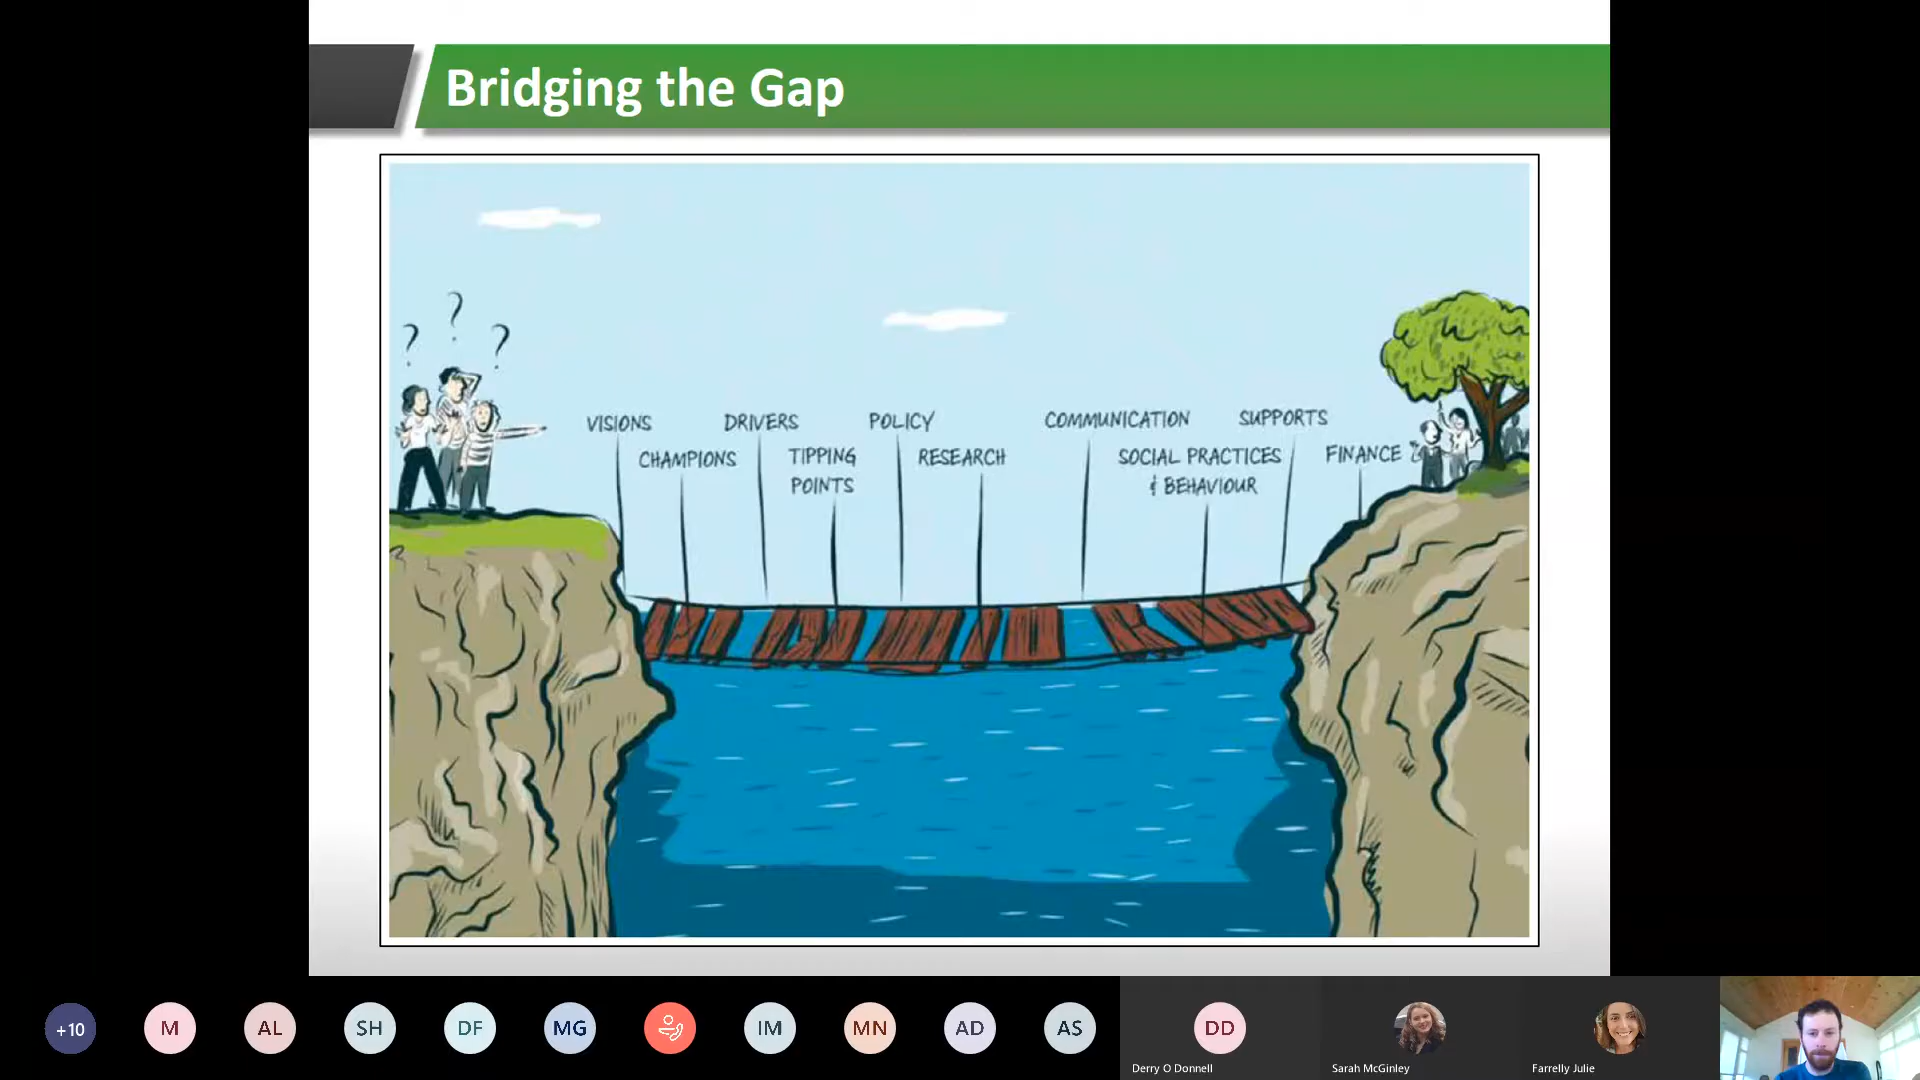 Bridging the Gap
? ? ?
VISIONS
DRIVERS
POLICY
COMMUNICATION
SUPPORTS
CHAMPIONS
TIPPING
POINTS
RESEARCH
SOCIAL PRACTICES
& BEHAVIOUR
FINANCE
+10
M
AL
SH
DF
MG
IM
MN
AD
AS
DD
Derry O Donnell
Sarah McGinley
Farrelly Julie